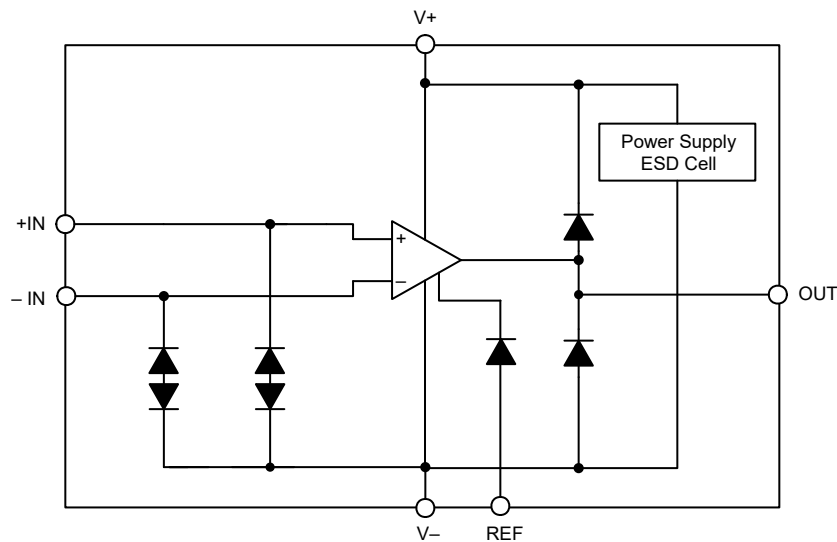 V+
Power Supply
ESD Cell
+IN
+
– IN
–
OUT
V–
REF